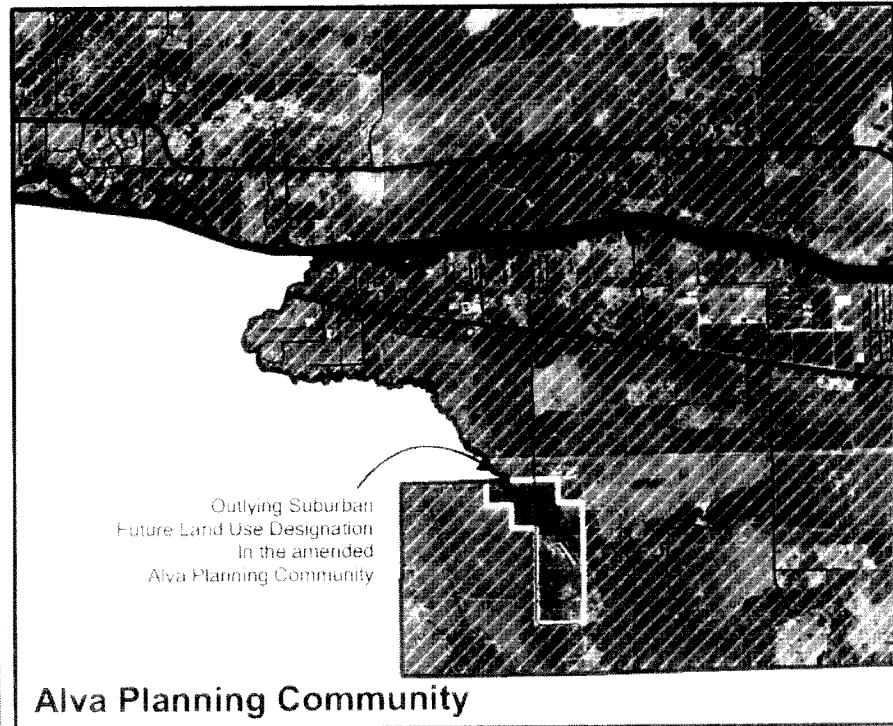 Outlying Suburban
Future Land Use Designation
In the amended
Alva Planning Community
Alva Planning Community